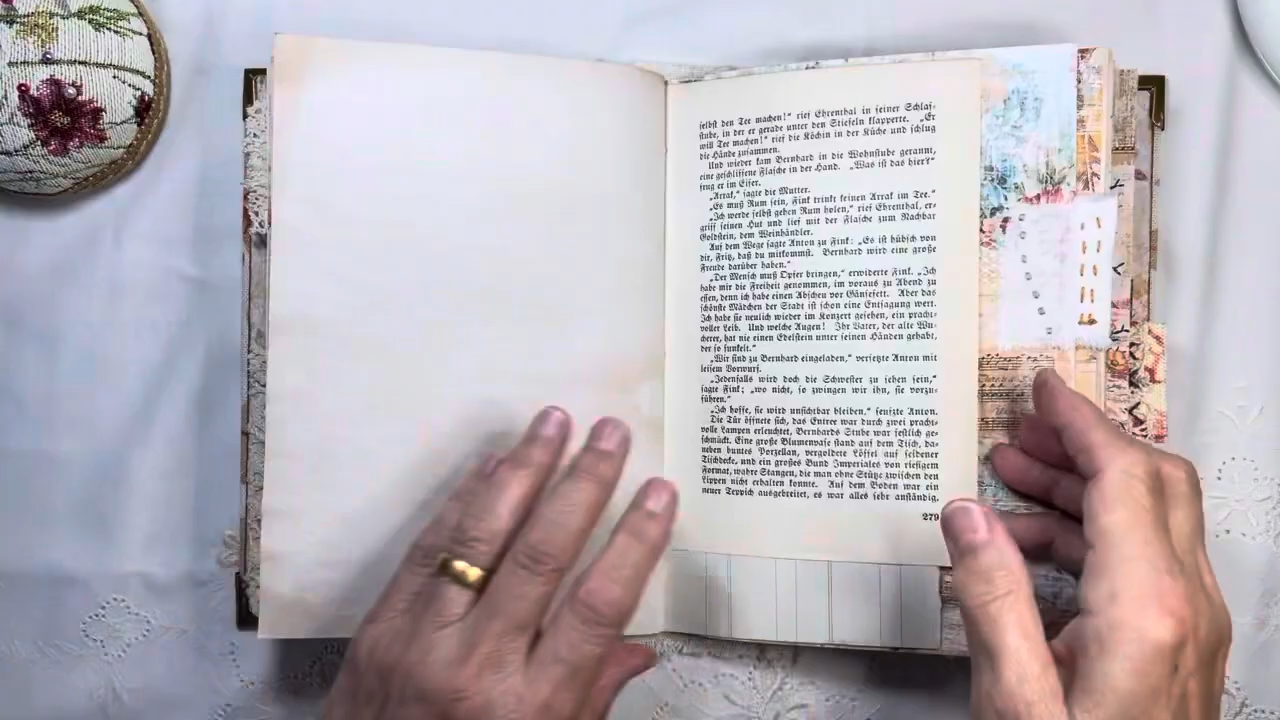 selbst den Tee machen!“ rief Ehrenthal in seiner Schlaf-
stube, in der er gerade unter den Stiefeln klapperte. „Er
will Tee machen!“ rief die Köchin in der Küche und schlug
die Hände zusammen.
Und wieder kam Bernhard in die Wohnstube gerannt,
eine geschliffene Flasche in der Hand. „Was ist das hier?“
frug er im Eifer.
„Arrak,“ sagte die Mutter.
„Es muß Rum sein, Fink trinkt keinen Arrak im Tee.“
„Ich werde selbst gehen Rum holen,“ rief Ehrenthal, er-
griff seinen Hut und lief mit der Flasche zum Nachbar
Goldstein, dem Weinhändler.
Auf dem Wege sagte Anton zu Fink: „Es ist hübsch von
dir, Fritz, daß du mitkommst. Bernhard wird eine große
Freude darüber haben.“
„Der Mensch muß Opfer bringen,“ erwiderte Fink. „Ich
habe mir die Freiheit genommen, im voraus zu Abend zu
essen, denn ich habe einen Abscheu vor Gänsefett. Aber das
schönste Mädchen der Stadt ist schon eine Entsagung wert.
Ich habe sie neulich wieder im Konzert gesehen, ein pracht-
voller Leib. Und welche Augen! Ihr Vater, der alte Wu-
cherer, hat nie einen Edelstein unter seinen Händen gehabt,
der so funkelt.“
„Wir sind zu Bernhard eingeladen,“ versetzte Anton mit
leisem Vorwurf.
„Jedenfalls wird doch die Schwester zu sehen sein,“
sagte Fink; „wo nicht, so zwingen wir ihn, sie vorzu-
führen.“
„Ich hoffe, sie wird unsichtbar bleiben,“ seufzte Anton.
Die Tür öffnete sich, das Entree war durch zwei pracht-
volle Lampen erleuchtet, Bernhards Stube war festlich ge-
schmückt. Eine große Blumenvase stand auf dem Tisch, da-
neben buntes Porzellan, vergoldete Löffel auf seidener
Tischdecke, und ein großes Bund Imperiales von riesigem
Format, wahre Stangen, die man ohne Stütze zwischen den
Lippen nicht erhalten konnte. Auf dem Boden war ein
neuer Teppich ausgebreitet, es war alles sehr anständig.
279